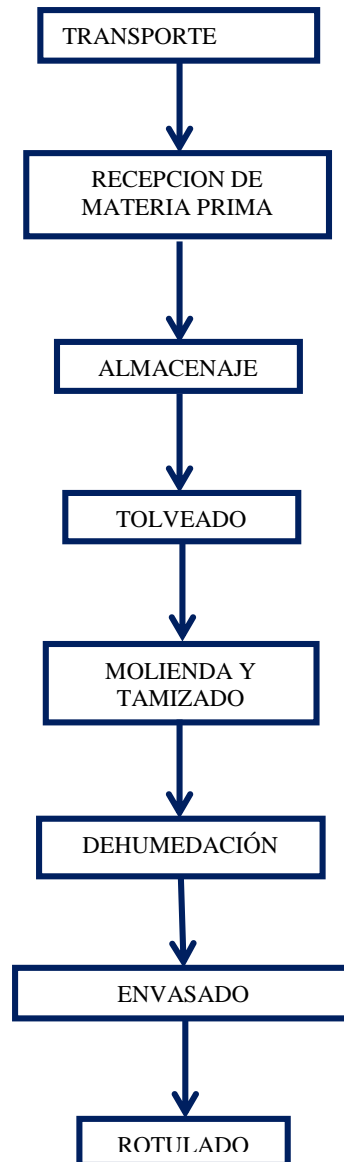 TRANSPORTE
RECEPCION DE
MATERIA PRIMA
ALMACENAJE
TOLVEADO
MOLIENDA Y
TAMIZADO
DEHUMEDACIÓN
ENVASADO
ROTULADO